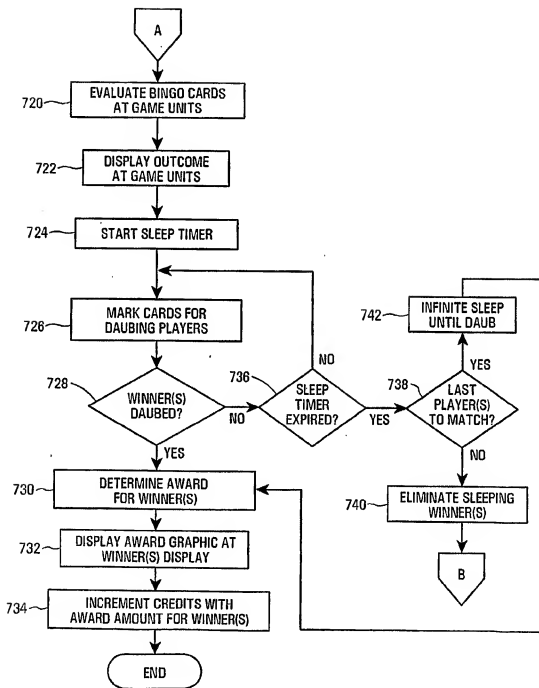 A
720
EVALUATE BINGO CARDS
AT GAME UNITS
722
DISPLAY OUTCOME
AT GAME UNITS
724
START SLEEP TIMER
726
MARK CARDS FOR
DAUBING PLAYERS
728
WINNER(S)
DAUBED?
NO
YES
736
SLEEP
TIMER
EXPIRED?
NO
YES
738
LAST
PLAYER(S)
TO MATCH?
YES
NO
742
INFINITE SLEEP
UNTIL DAUB
740
ELIMINATE SLEEPING
WINNER(S)
B
730
DETERMINE AWARD
FOR WINNER(S)
732
DISPLAY AWARD GRAPHIC AT
WINNER(S) DISPLAY
734
INCREMENT CREDITS WITH
AWARD AMOUNT FOR WINNER(S)
END